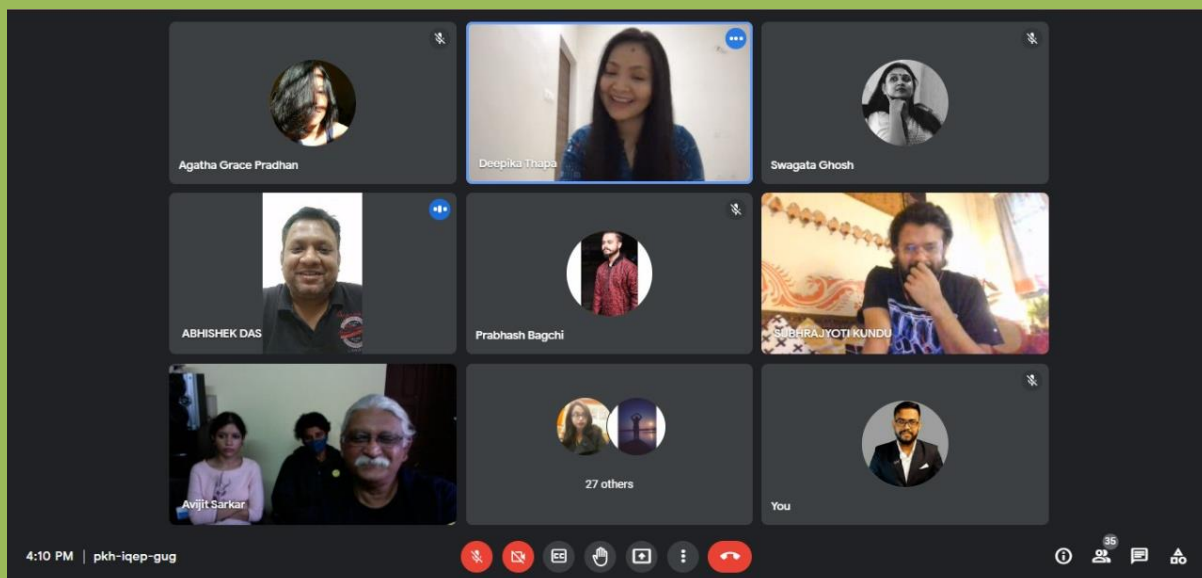 Agatha Grace Pradhan
Deepika Thapa
Swagata Ghosh
ABHISHEK DAS
Prabhash Bagchi
SUBHRAJYOTI KUNDU
Avijit Sarkar
27 others
You
4:10 PM | pkh-iqep-gug
CC
35